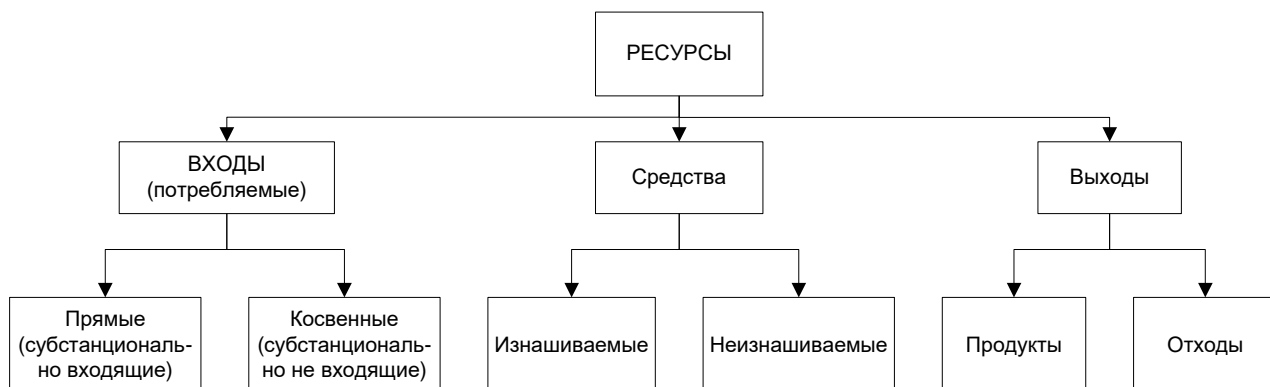 РЕСУРСЫ
ВХОДЫ
(потребляемые)
Средства
Выходы
Прямые
(субстанциональ-
но входящие)
Косвенные
(субстанциональ-
но не входящие)
Изнашиваемые
Неизнашиваемые
Продукты
Отходы